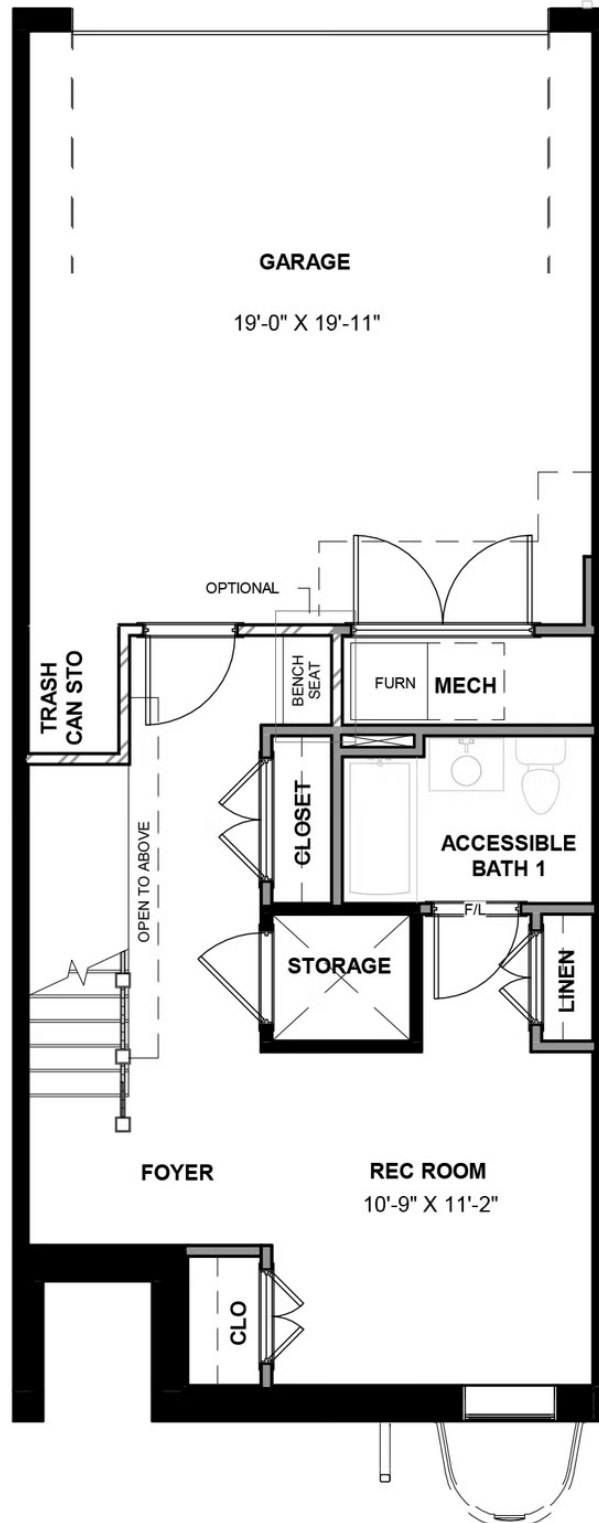 GARAGE
19'-0" X 19'-11"
OPTIONAL
TRASH
CAN STO
BENCH
SEAT
FURN
MECH
CLOSET
ACCESSIBLE
BATH 1
OPEN TO ABOVE
F/L
STORAGE
LINEN
FOYER
REC ROOM
10'-9" X 11'-2"
CLO